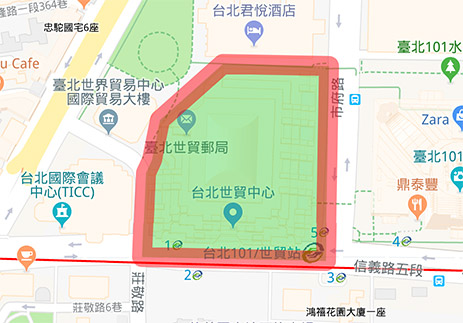 隆路一段364巷
忠駝國宅6座
台北君悅酒店
u Cafe
臺北世界貿易中心
國際貿易大樓
臺北101水
市府路
臺北世貿郵局
Zara
台北國際會議
中心(TICC)
臺北101
鼎泰豐
台北世貿中心
1
5
4
台北101/世貿站
信義路五段
2
3
莊敬路
莊敬路6巷
鴻禧花園大廈一座